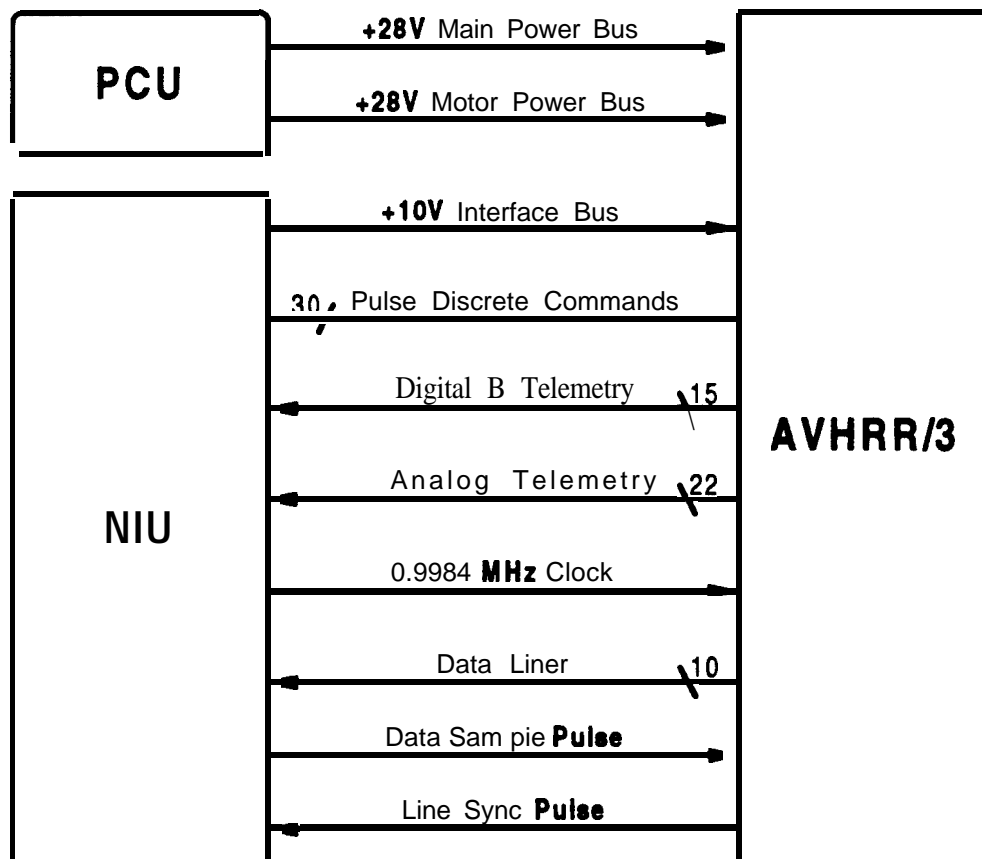 +28V Main Power Bus
PCU
+28V Motor Power Bus
+10V Interface Bus
30 Pulse Discrete Commands
Digital B Telemetry 15
AVHRR/3
Analog Telemetry 22
NIU
0.9984 MHz Clock
Data Liner 10
Data Sam pie Pulse
Line Sync Pulse